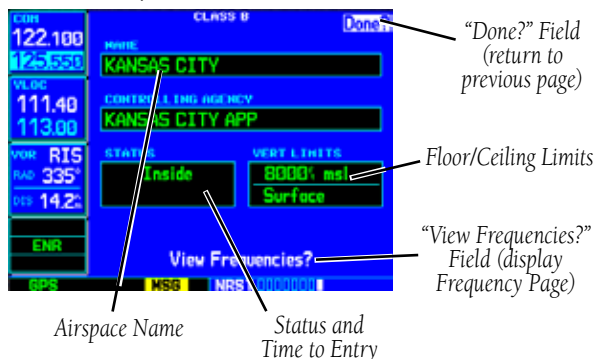 COM
122.100
125.550
VLOC
111.40
113.00
VOR RIS
RAD 335°
DIS 14.2
ENR
GPS
MSG
NRS
CLASS B
Done?
NAME
KANSAS CITY
CONTROLLING AGENCY
KANSAS CITY APP
STATUS
Inside
VERT LIMITS
8000 msl
Surface
View Frequencies?
"Done?" Field
(return to
previous page)
Floor/Ceiling Limits
"View Frequencies?"
Field (display
Frequency Page)
Airspace Name
Status and
Time to Entry